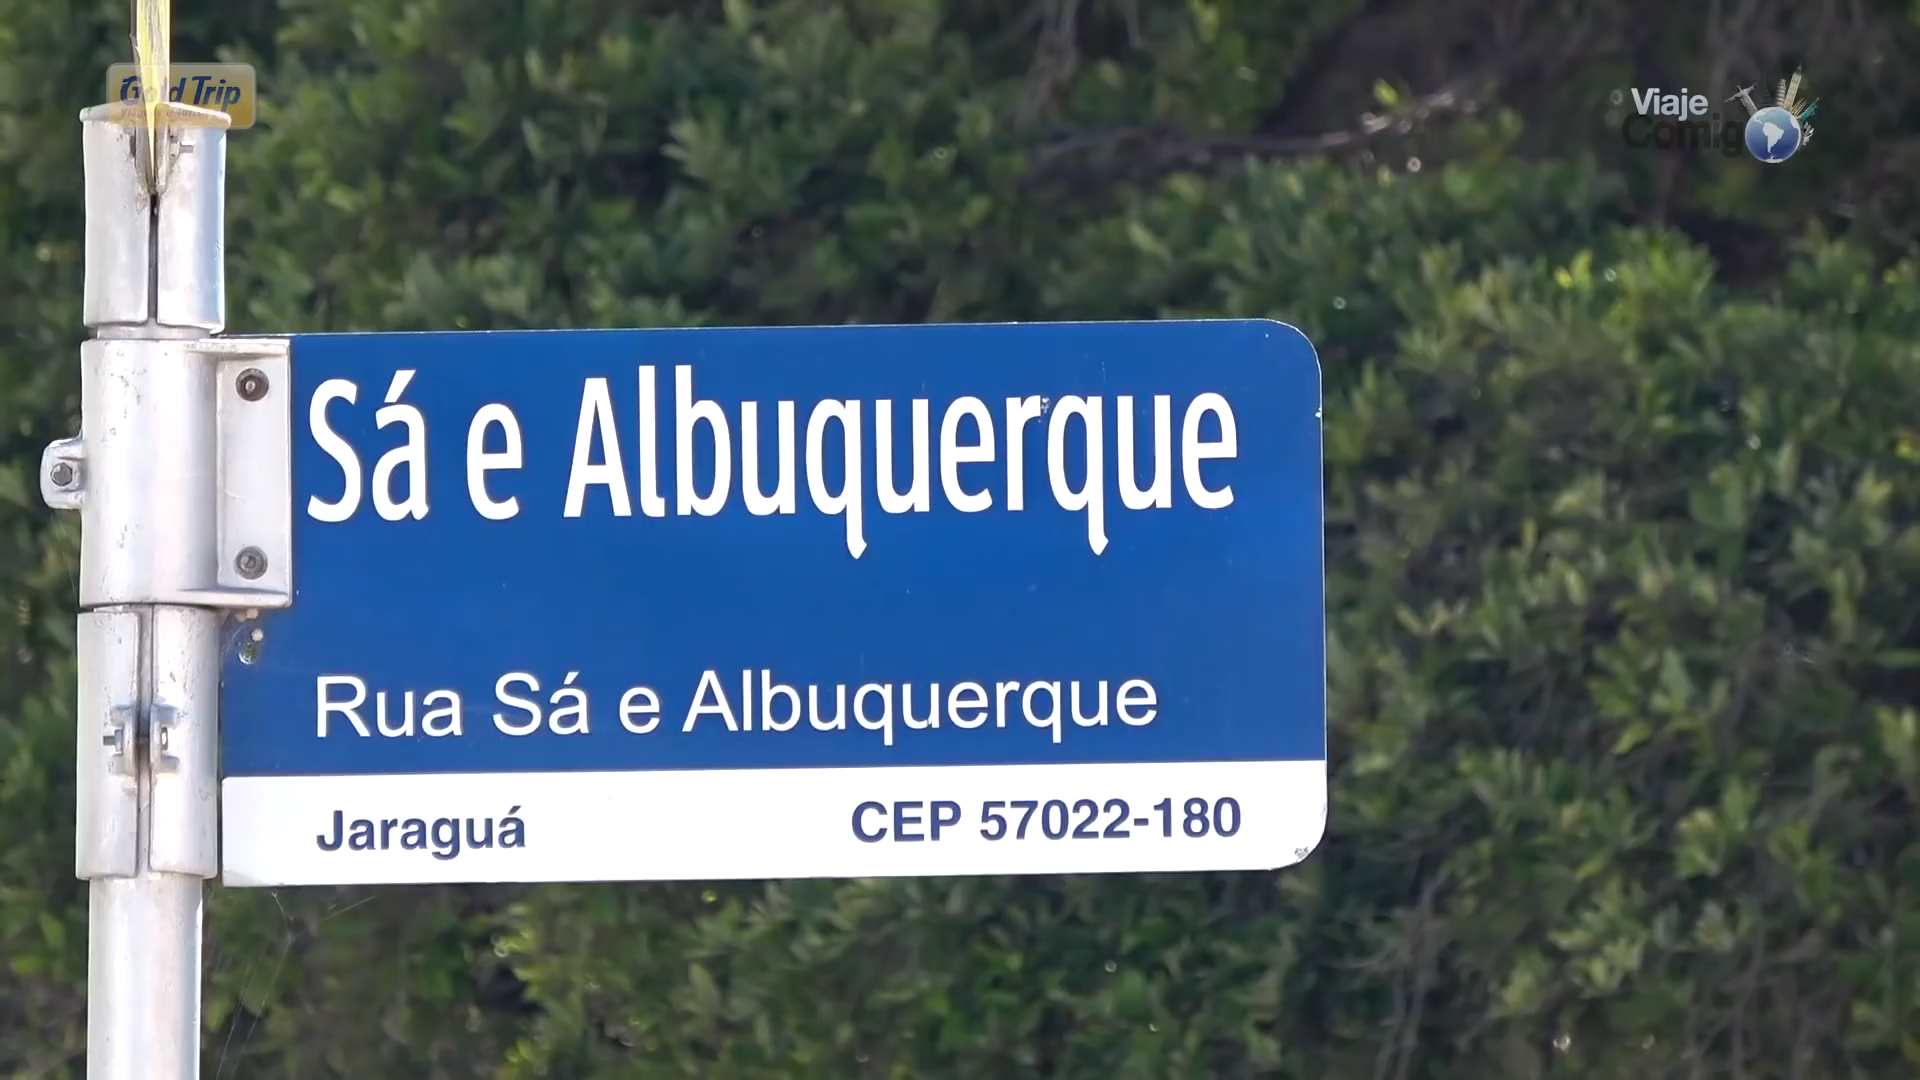 Gold Trip
Viaje
Comigo
Sá e Albuquerque
Rua Sá e Albuquerque
Jaraguá CEP 57022-180